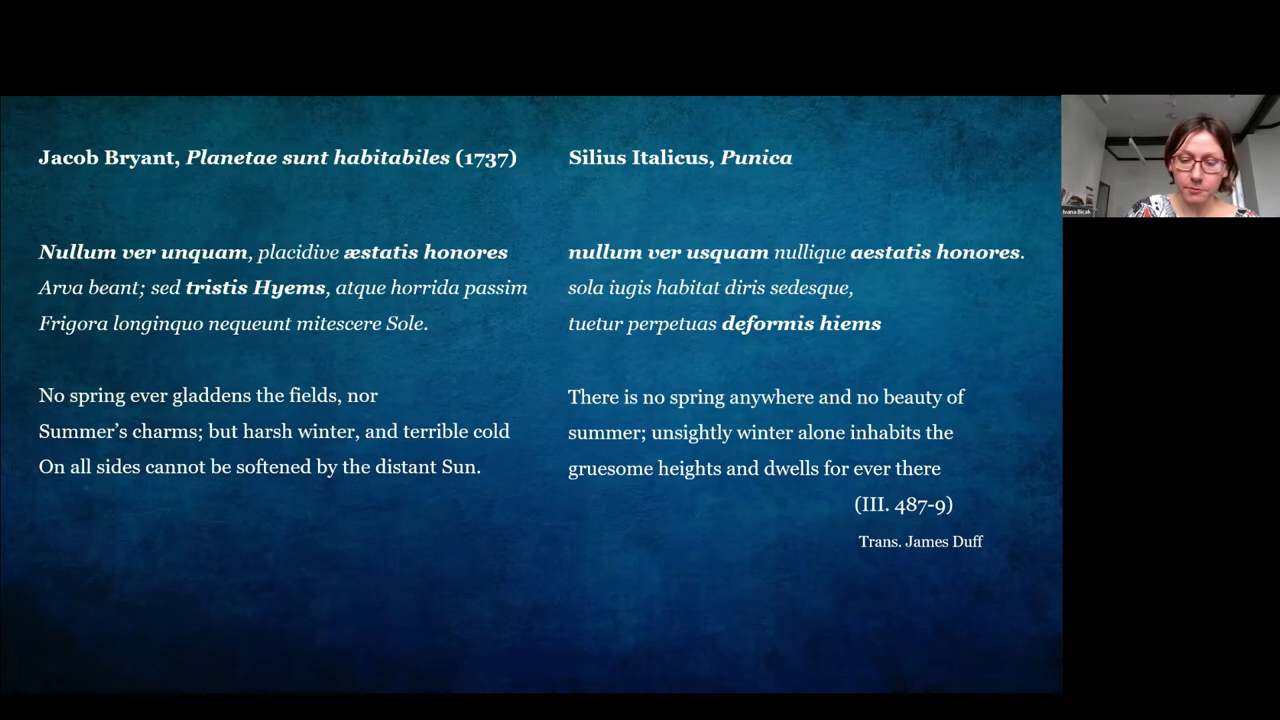 Jacob Bryant, Planetae sunt habitabiles (1737)
Nullum ver unquam, placidive æstatis honores
Arva beant; sed tristis Hyems, atque horrida passim
Frigora longinquo nequeunt mitescere Sole.
No spring ever gladdens the fields, nor
Summer’s charms; but harsh winter, and terrible cold
On all sides cannot be softened by the distant Sun.
Silius Italicus, Punica
nullum ver usquam nullique aestatis honores.
sola iugis habitat diris sedesque,
tuetur perpetuas deformis hiems
There is no spring anywhere and no beauty of
summer; unsightly winter alone inhabits the
gruesome heights and dwells for ever there
(III. 487-9)
Trans. James Duff
Ivana Bicak